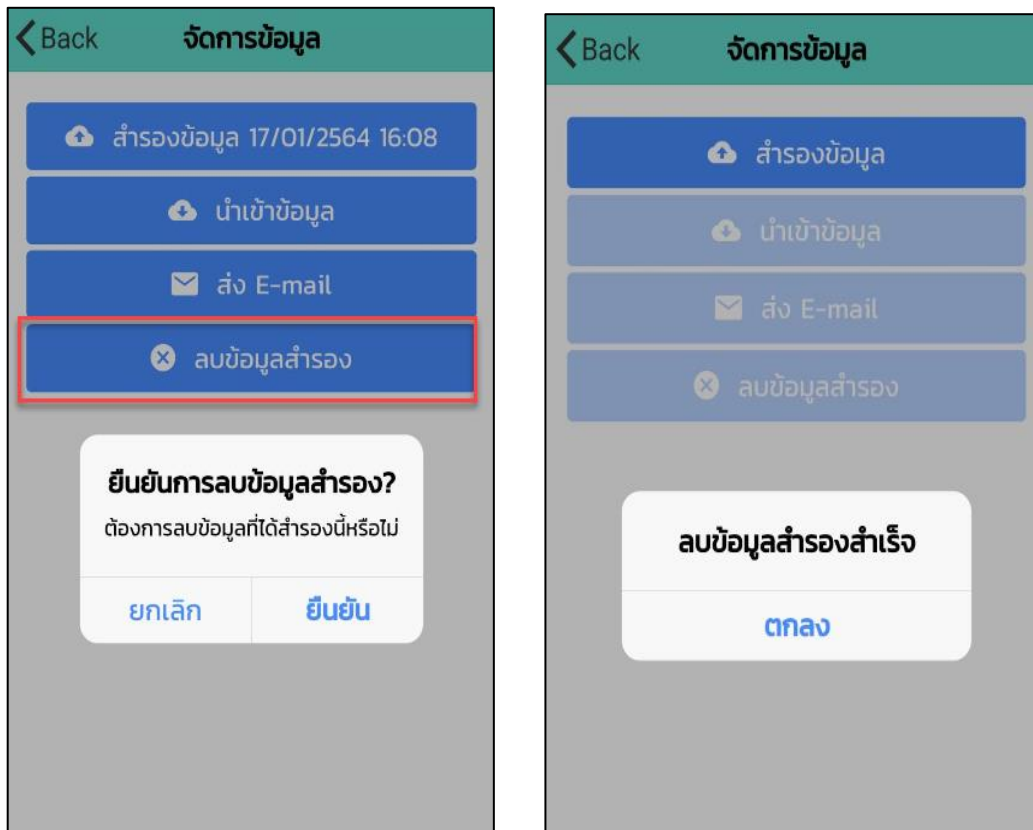 Back จัดการข้อมูล
สำรองข้อมูล 17/01/2564 16:08
นำเข้าข้อมูล
ส่ง E-mail
ลบข้อมูลสำรอง
ยืนยันการลบข้อมูลสำรอง?
ต้องการลบข้อมูลที่ได้สำรองนี้หรือไม่
ยกเลิก ยืนยัน
Back จัดการข้อมูล
สำรองข้อมูล
นำเข้าข้อมูล
ส่ง E-mail
ลบข้อมูลสำรอง
ลบข้อมูลสำรองสำเร็จ
ตกลง